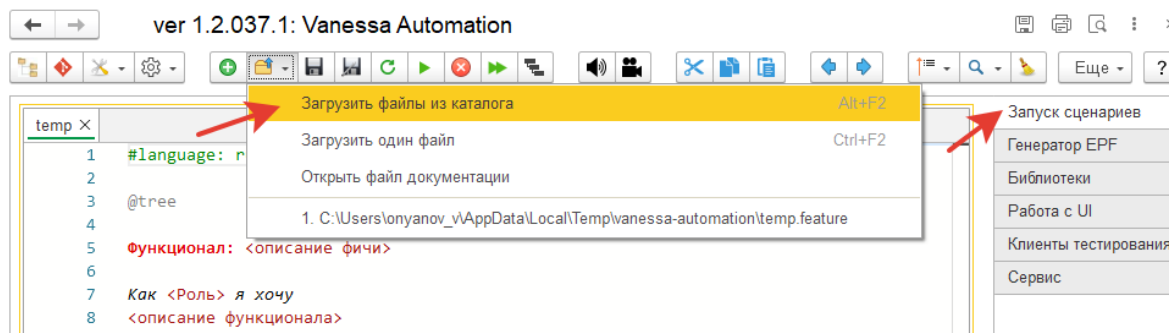 ver 1.2.037.1: Vanessa Automation
Еще
?
Загрузить файлы из каталога Alt+F2
Загрузить один файл Ctrl+F2
Открыть файл документации
1. C:\Users\onyanov_v\AppData\Local\Temp\vanessa-automation\temp.feature
temp
1 #language: r
2
3 @tree
4
5 Функционал: <описание фичи>
6
7 Как <Роль> я хочу
8 <описание функционала>
Запуск сценариев
Генератор EPF
Библиотеки
Работа с UI
Клиенты тестирования
Сервис